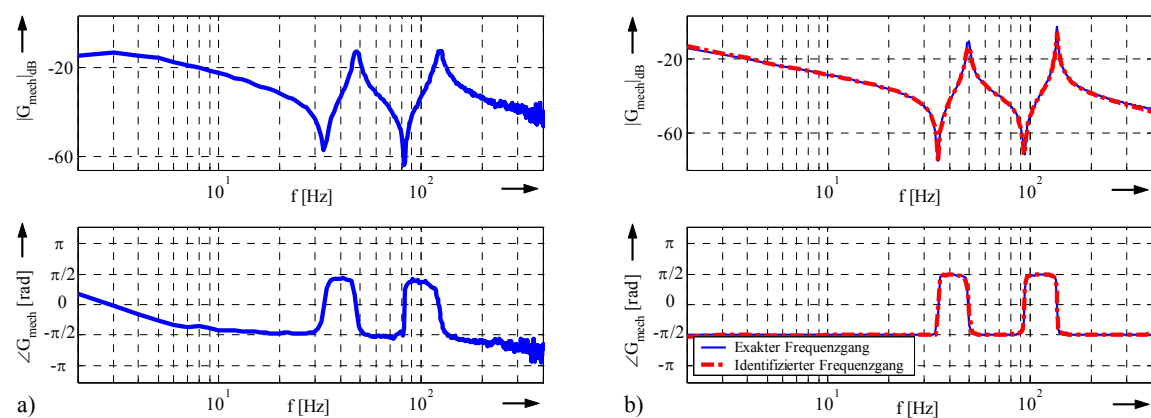 |G_mech|_dB
-20
-60
10^1
10^2
f [Hz]
∠G_mech [rad]
π
π/2
0
-π/2
-π
10^1
10^2
f [Hz]
a)
|G_mech|_dB
-20
-60
10^1
10^2
f [Hz]
∠G_mech [rad]
π
π/2
0
-π/2
-π
Exakter Frequenzgang
Identifizierter Frequenzgang
10^1
10^2
f [Hz]
b)